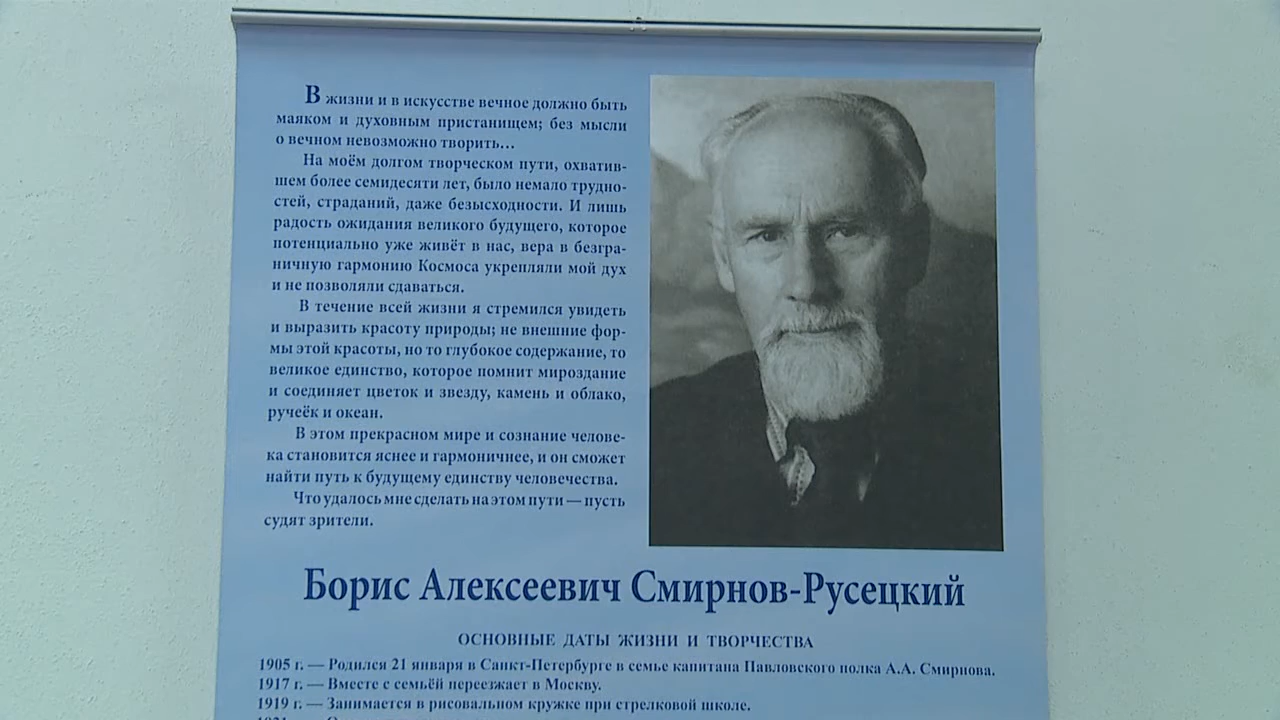 В жизни и в искусстве вечное должно быть
маяком и духовным пристанищем; без мысли
о вечном невозможно творить...
На моём долгом творческом пути, охватив-
шем более семидесяти лет, было немало трудно-
стей, страданий, даже безысходности. И лишь
радость ожидания великого будущего, которое
потенциально уже живёт в нас, вера в безгра-
ничную гармонию Космоса укрепляли мой дух
и не позволяли сдаваться.
В течение всей жизни я стремился увидеть
и выразить красоту природы; не внешние фор-
мы этой красоты, но то глубокое содержание, то
великое единство, которое помнит мироздание
и соединяет цветок и звезду, камень и облако,
ручеёк и океан.
В этом прекрасном мире и сознание челове-
ка становится яснее и гармоничнее, и он сможет
найти путь к будущему единству человечества.
Что удалось мне сделать на этом пути — пусть
судят зрители.
Борис Алексеевич Смирнов-Русецкий
ОСНОВНЫЕ ДАТЫ ЖИЗНИ И ТВОРЧЕСТВА
1905 г. — Родился 21 января в Санкт-Петербурге в семье капитана Павловского полка А.А. Смирнова.
1917 г. — Вместе с семьёй переезжает в Москву.
1919 г. — Занимается в рисовальном кружке при стрелковой школе.